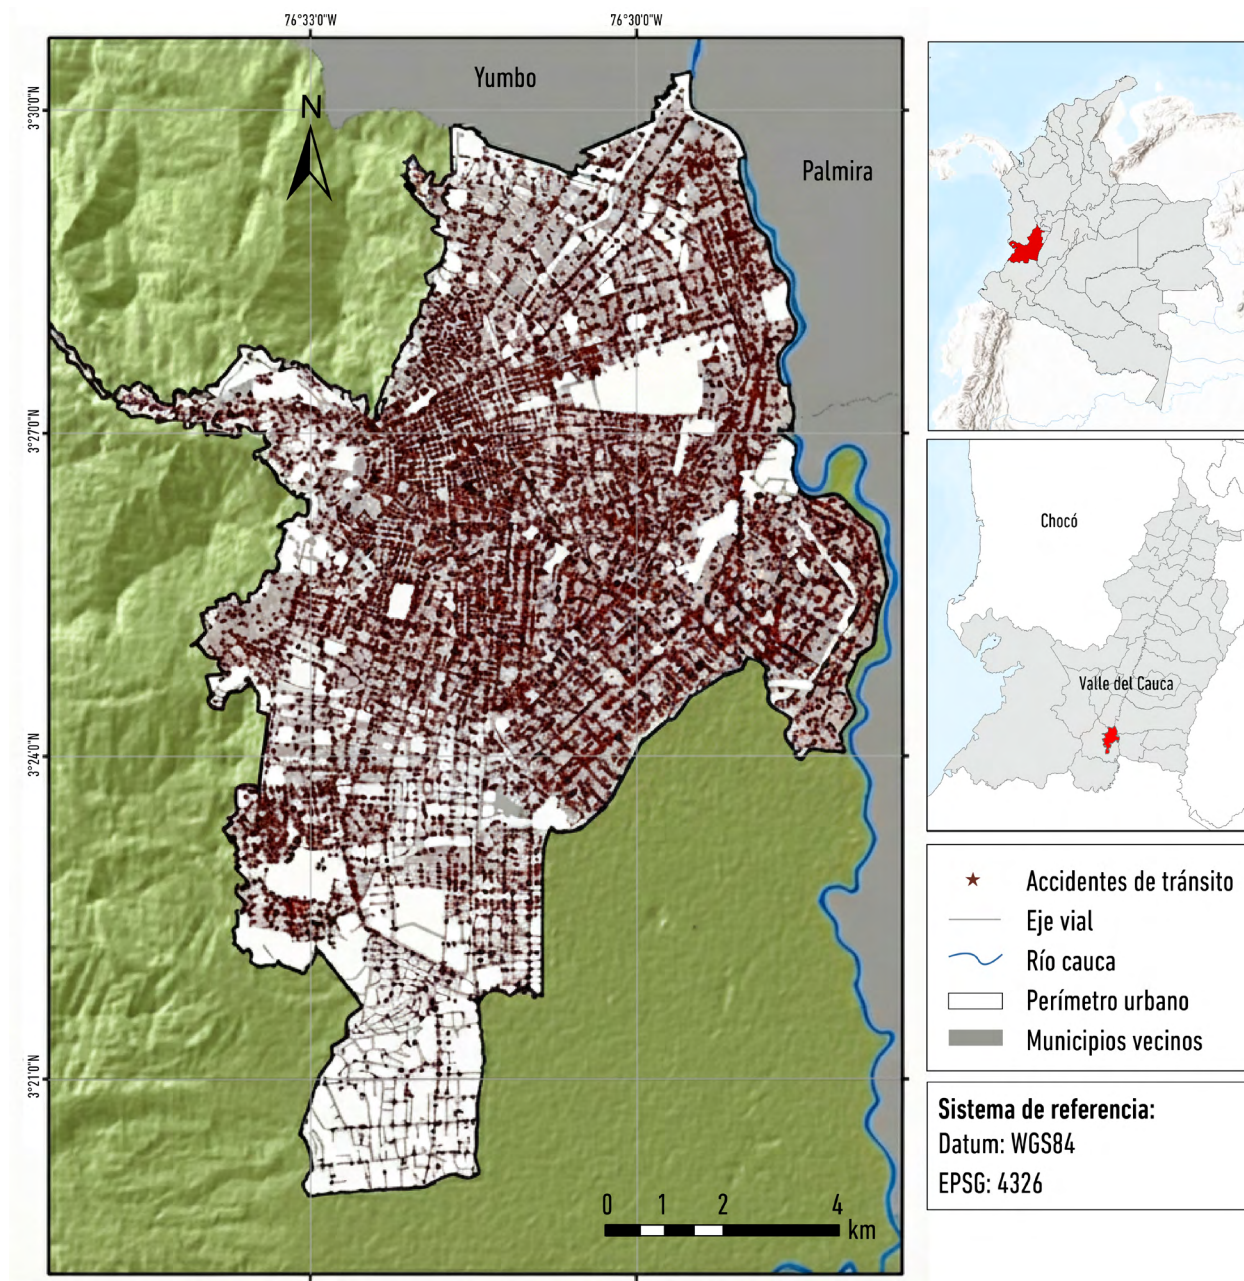 76°33'0"W
76°30'0"W
3°30'0"N
3°27'0"N
3°24'0"N
3°21'0"N
N
Yumbo
Palmira
0 1 2 4
km
Chocó
Valle del Cauca
Accidentes de tránsito
Eje vial
Río cauca
Perímetro urbano
Municipios vecinos
Sistema de referencia:
Datum: WGS84
EPSG: 4326